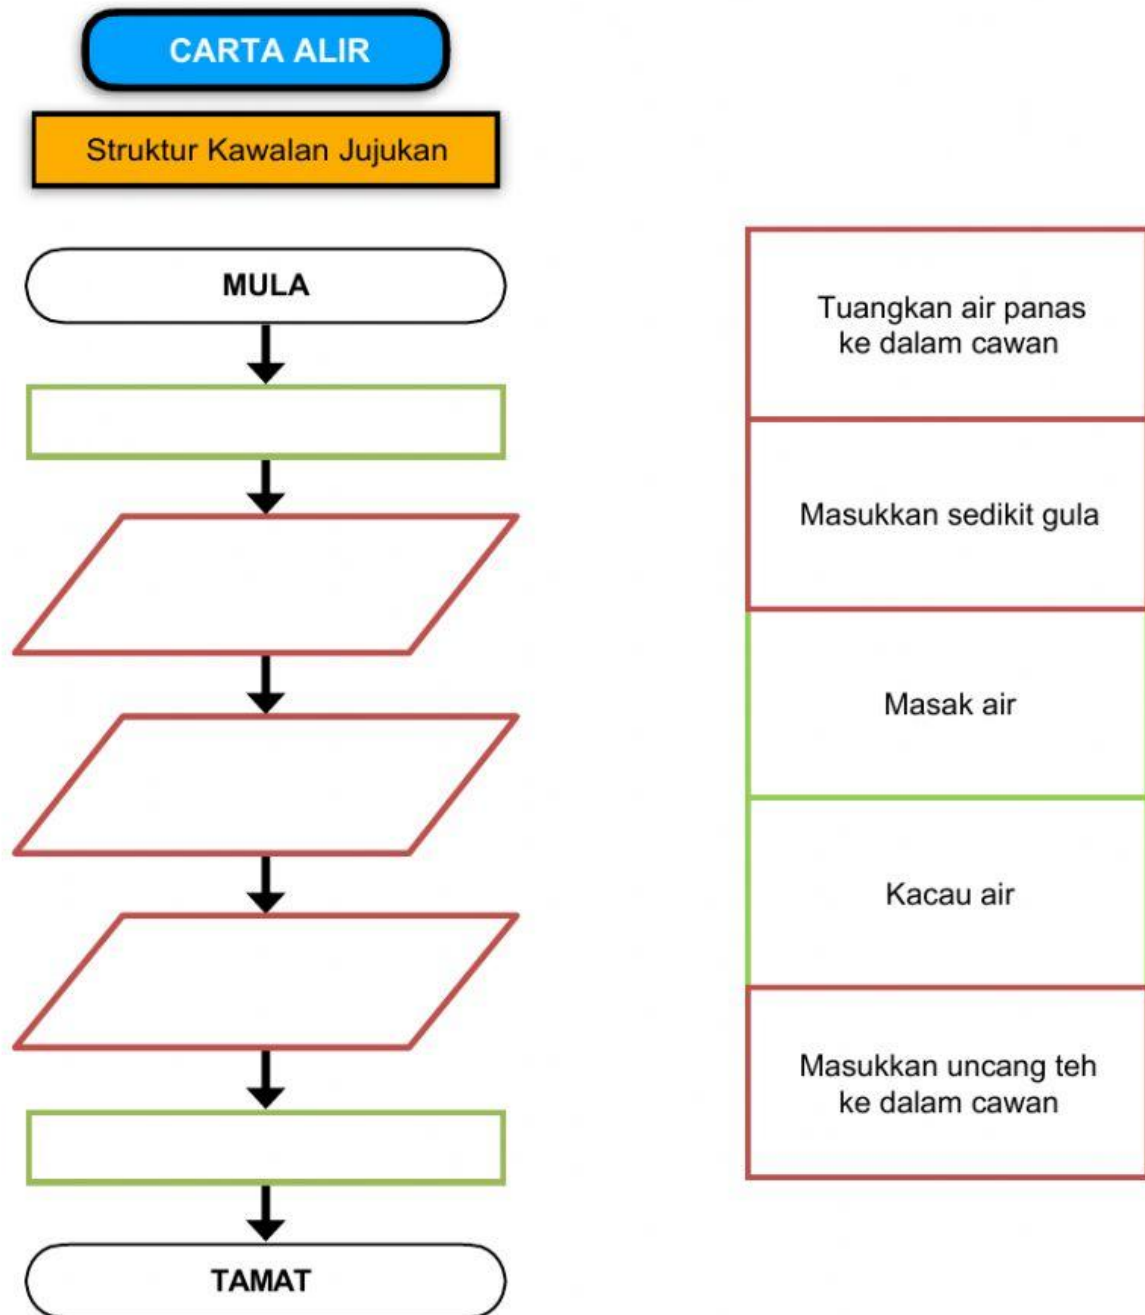 CARTA ALIR
Struktur Kawalan Jujukan
MULA
TAMAT
Tuangkan air panas
ke dalam cawan
Masukkan sedikit gula
Masak air
Kacau air
Masukkan uncang teh
ke dalam cawan